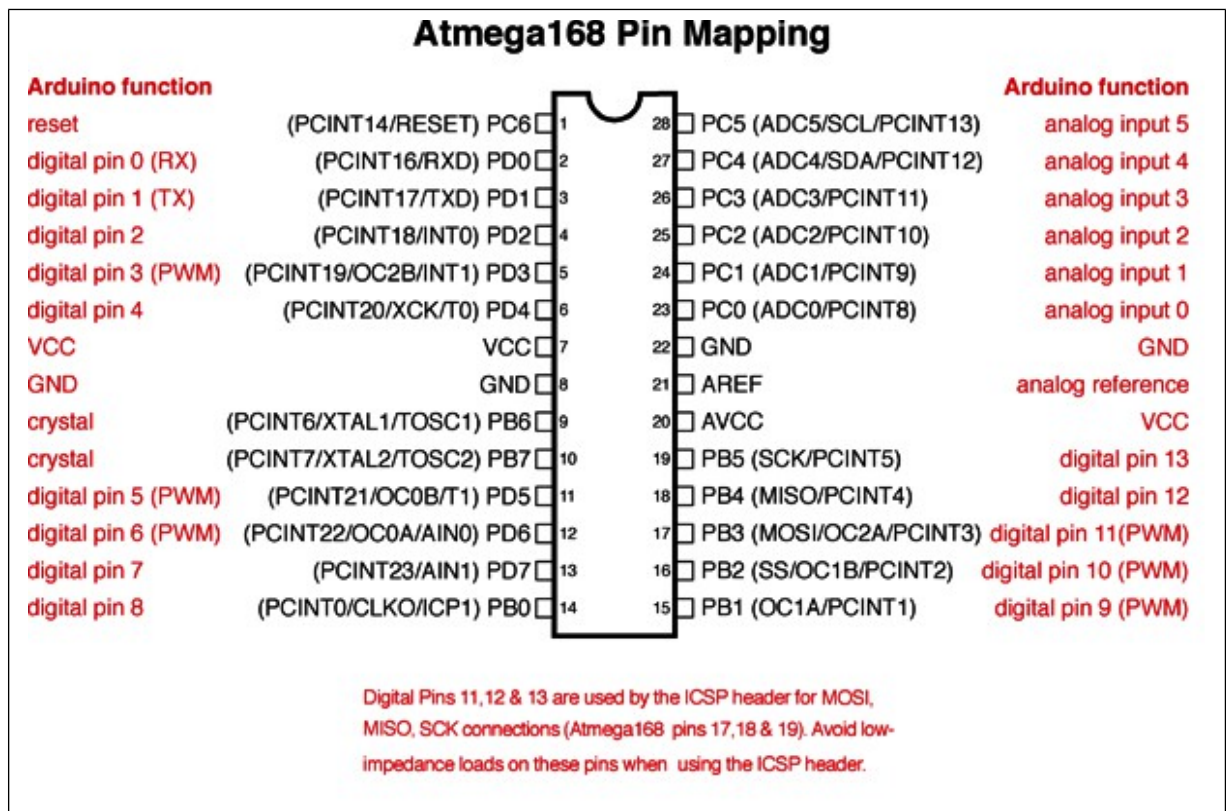 Atmega168 Pin Mapping
Arduino function Arduino function
reset (PCINT14/RESET) PC6 1 28 PC5 (ADC5/SCL/PCINT13) analog input 5
digital pin 0 (RX) (PCINT16/RXD) PD0 2 27 PC4 (ADC4/SDA/PCINT12) analog input 4
digital pin 1 (TX) (PCINT17/TXD) PD1 3 26 PC3 (ADC3/PCINT11) analog input 3
digital pin 2 (PCINT18/INT0) PD2 4 25 PC2 (ADC2/PCINT10) analog input 2
digital pin 3 (PWM) (PCINT19/OC2B/INT1) PD3 5 24 PC1 (ADC1/PCINT9) analog input 1
digital pin 4 (PCINT20/XCK/T0) PD4 6 23 PC0 (ADC0/PCINT8) analog input 0
VCC VCC 7 22 GND GND
GND GND 8 21 AREF analog reference
crystal (PCINT6/XTAL1/TOSC1) PB6 9 20 AVCC VCC
crystal (PCINT7/XTAL2/TOSC2) PB7 10 19 PB5 (SCK/PCINT5) digital pin 13
digital pin 5 (PWM) (PCINT21/OC0B/T1) PD5 11 18 PB4 (MISO/PCINT4) digital pin 12
digital pin 6 (PWM) (PCINT22/OC0A/AIN0) PD6 12 17 PB3 (MOSI/OC2A/PCINT3) digital pin 11(PWM)
digital pin 7 (PCINT23/AIN1) PD7 13 16 PB2 (SS/OC1B/PCINT2) digital pin 10 (PWM)
digital pin 8 (PCINT0/CLKO/ICP1) PB0 14 15 PB1 (OC1A/PCINT1) digital pin 9 (PWM)
Digital Pins 11,12 & 13 are used by the ICSP header for MOSI,
MISO, SCK connections (Atmega168 pins 17,18 & 19). Avoid low-
impedance loads on these pins when using the ICSP header.